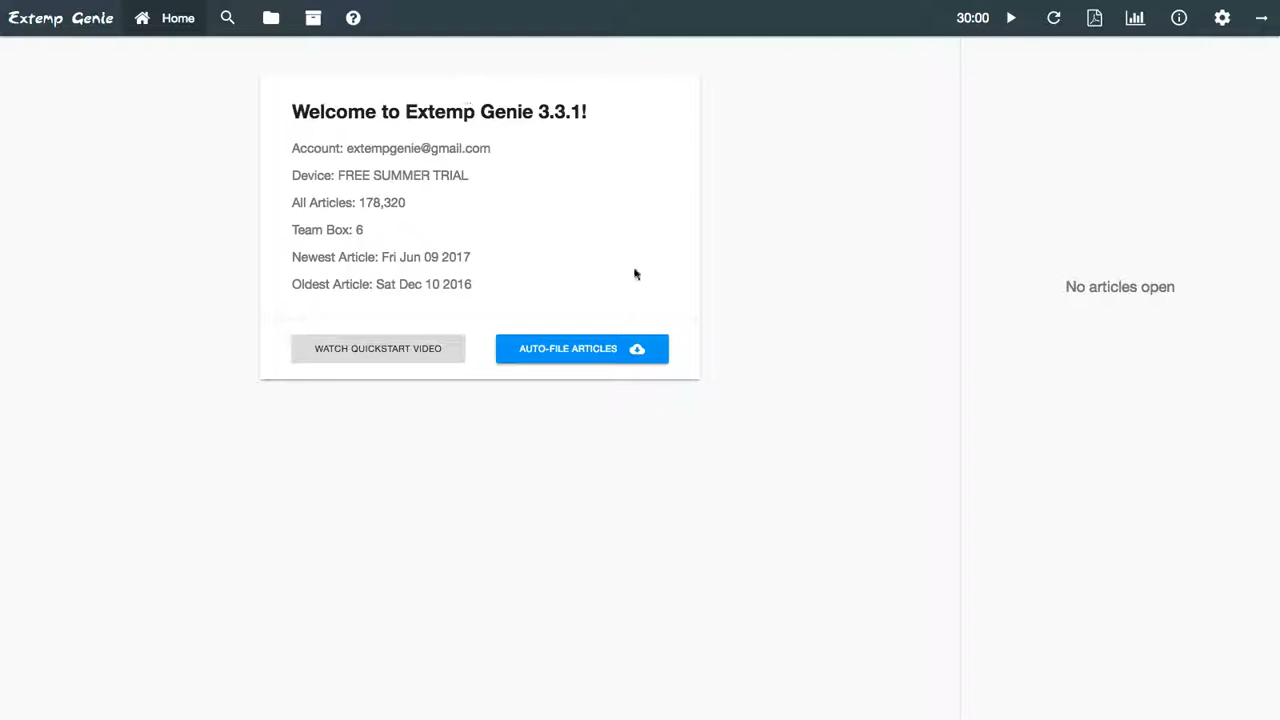 Extemp Genie Home 30:00
Welcome to Extemp Genie 3.3.1!
Account: extempgenie@gmail.com
Device: FREE SUMMER TRIAL
All Articles: 178,320
Team Box: 6
Newest Article: Fri Jun 09 2017
Oldest Article: Sat Dec 10 2016
WATCH QUICKSTART VIDEO AUTO-FILE ARTICLES
No articles open